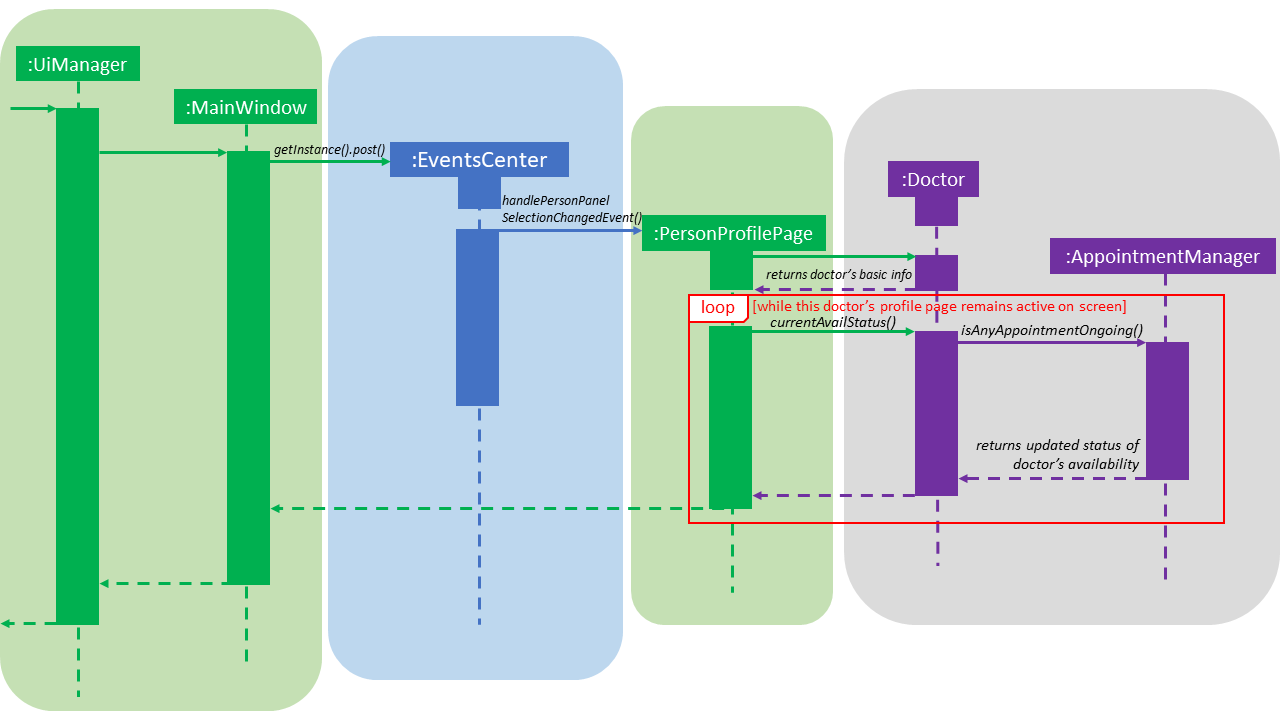 :UiManager
:MainWindow
getInstance().post()
:EventsCenter
:Doctor
handlePersonPanel
SelectionChangedEvent()
:PersonProfilePage
:AppointmentManager
returns doctor's basic info
loop
[while this doctor's profile page remains active on screen]
currentAvailStatus()
isAnyAppointmentOngoing()
returns updated status of
doctor's availability